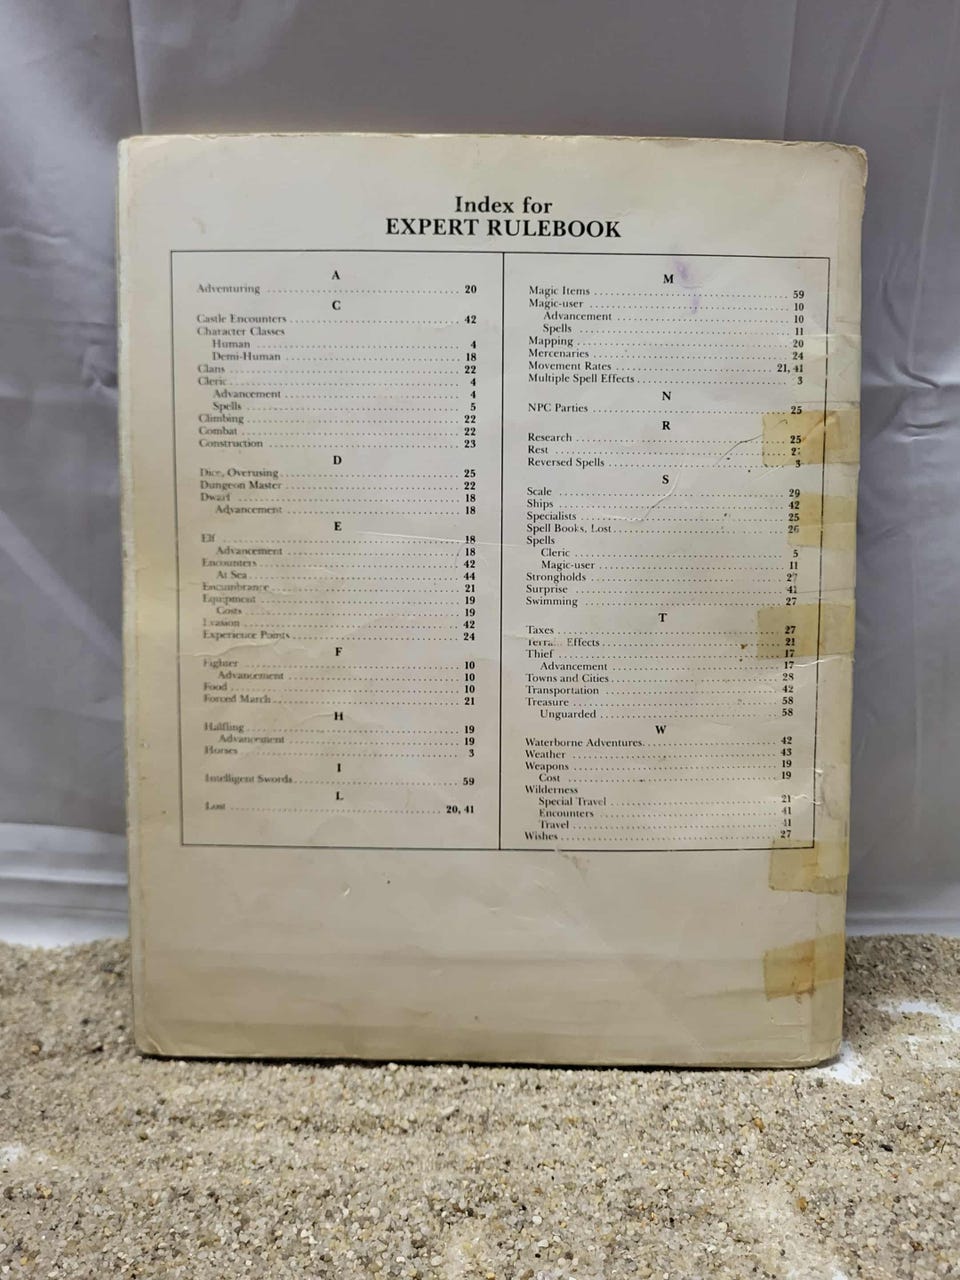 Index for
EXPERT RULEBOOK
A
Adventuring 20
C
Castle Encounters 42
Character Classes
Human 4
Demi-Human 18
Clans 22
Cleric 4
Advancement 4
Spells 5
Climbing 22
Combat 22
Construction 23
D
Dice, Overusing 25
Dungeon Master 22
Dwarf 18
Advancement 18
E
Elf 18
Advancement 18
Encounters 42
At Sea 44
Encumbrance 21
Equipment 19
Costs 19
Evasion 42
Experience Points 24
F
Fighter 10
Advancement 10
Food 10
Forced March 21
H
Halfling 19
Advancement 19
Horses 3
I
Intelligent Swords 59
L
Lost 20, 41
M
Magic Items 59
Magic-user 10
Advancement 10
Spells 11
Mapping 20
Mercenaries 24
Movement Rates 21, 41
Multiple Spell Effects 3
N
NPC Parties 25
R
Research 25
Rest
Reversed Spells 3
S
Scale 29
Ships 42
Specialists 25
Spell Books, Lost 26
Spells
Cleric 5
Magic-user 11
Strongholds 27
Surprise 41
Swimming 27
T
Taxes 27
Terrain Effects 21
Thief 17
Advancement 17
Towns and Cities 28
Transportation 42
Treasure 58
Unguarded 58
W
Waterborne Adventures 42
Weather 43
Weapons 19
Cost 19
Wilderness
Special Travel 21
Encounters 41
Travel 41
Wishes 27